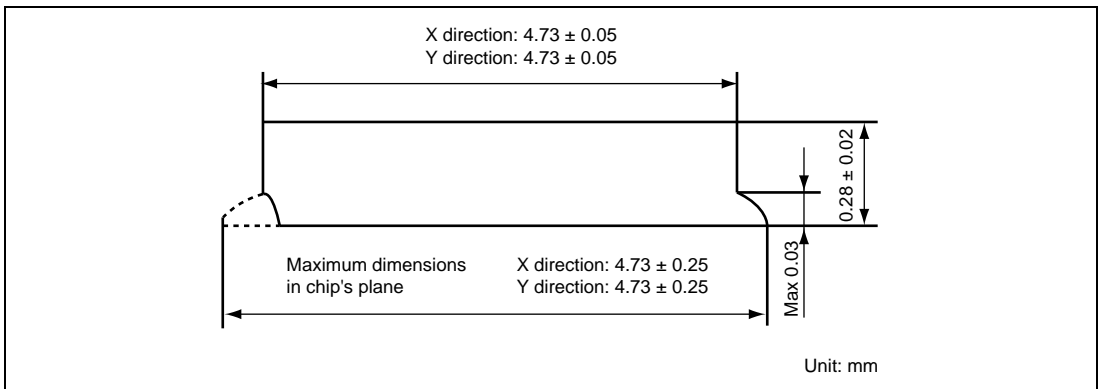 X direction: 4.73 ± 0.05
Y direction: 4.73 ± 0.05
0.28 ± 0.02
Max 0.03
Maximum dimensions
in chip's plane
X direction: 4.73 ± 0.25
Y direction: 4.73 ± 0.25
Unit: mm